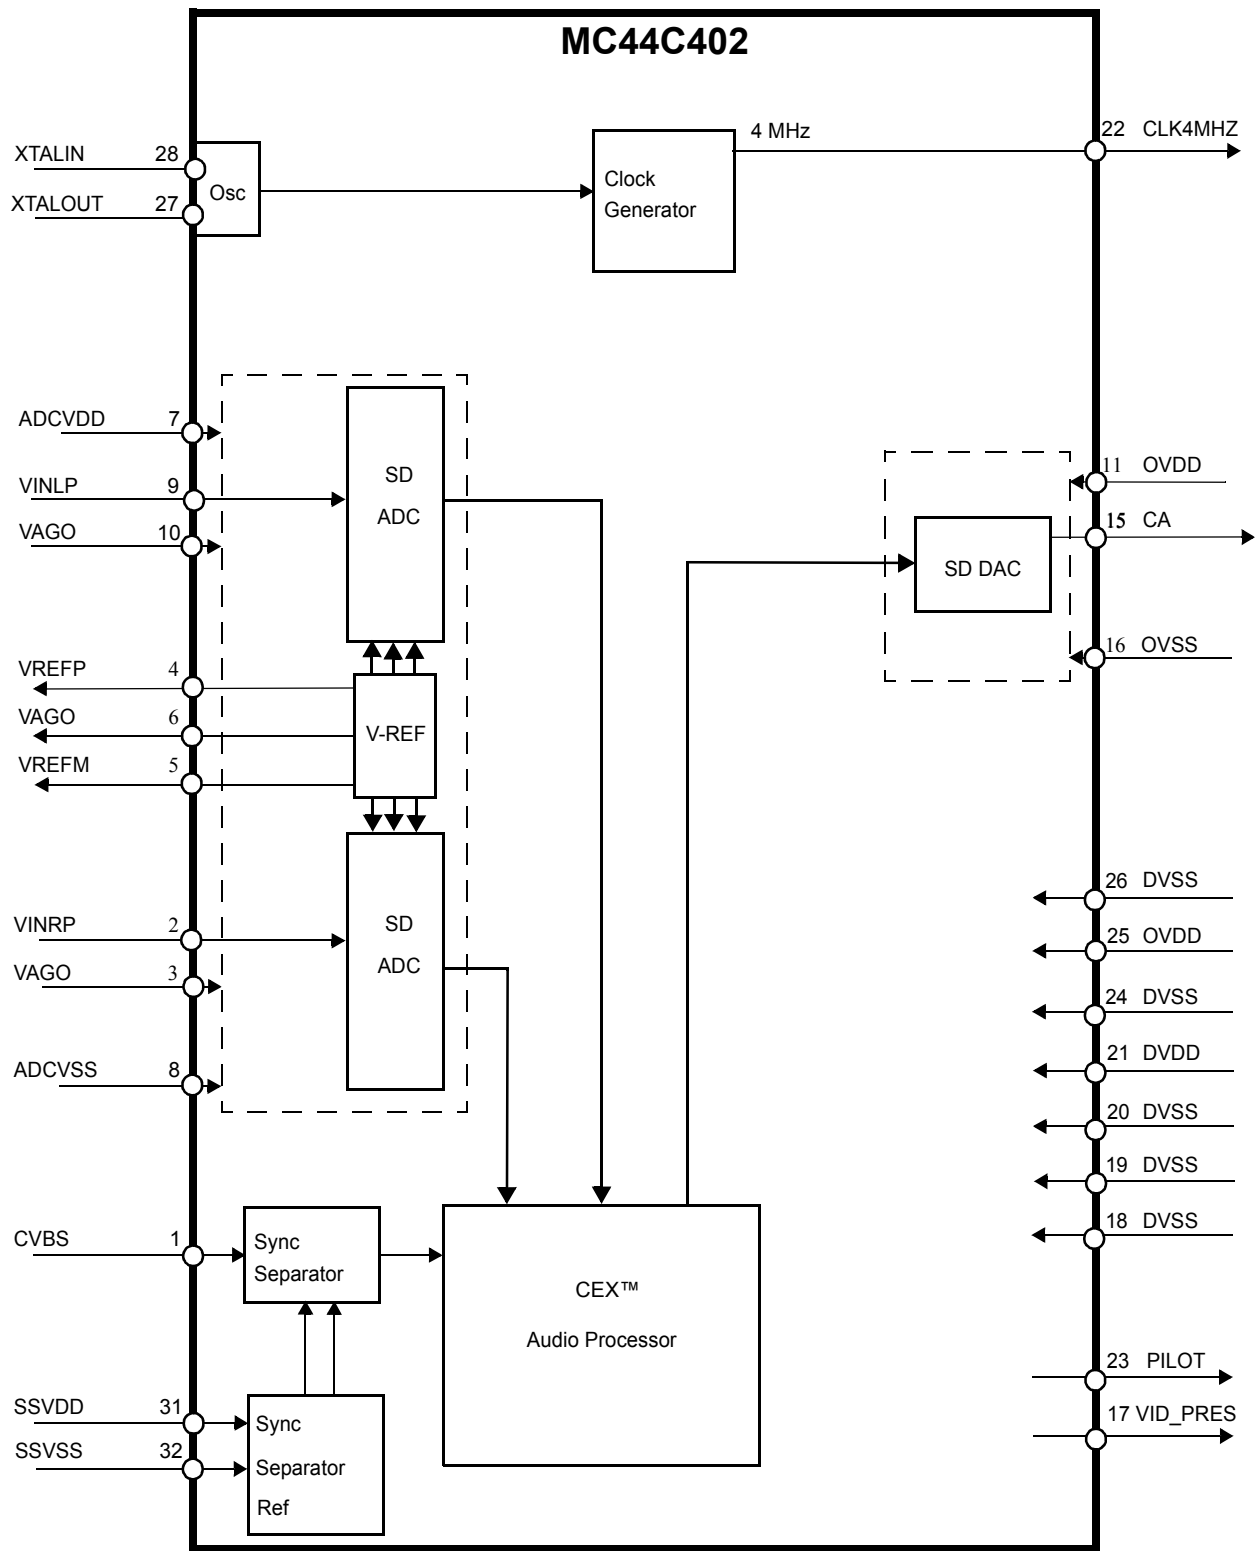 MC44C402
XTALIN 28
XTALOUT 27
Osc
Clock
Generator
4 MHz
22 CLK4MHZ
ADCVDD 7
VINLP 9
VAGO 10
SD
ADC
11 OVDD
15 CA
SD DAC
16 OVSS
VREFP 4
VAGO 6
VREFM 5
V-REF
VINRP 2
VAGO 3
ADCVSS 8
SD
ADC
26 DVSS
25 OVDD
24 DVSS
21 DVDD
20 DVSS
19 DVSS
18 DVSS
CVBS 1
Sync
Separator
CEX™
Audio Processor
23 PILOT
17 VID_PRES
SSVDD 31
SSVSS 32
Sync
Separator
Ref